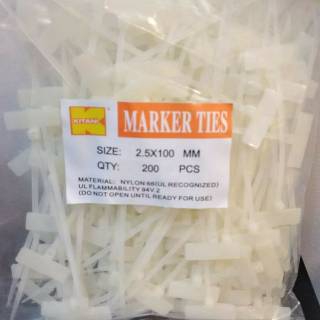 KITANI
MARKER TIES
SIZE: 2.5X100 MM
QTY: 200 PCS
MATERIAL: NYLON 66(UL RECOGNIZED)
UL FLAMMABILITY 94V.2
(DO NOT OPEN UNTIL READY FOR USE)